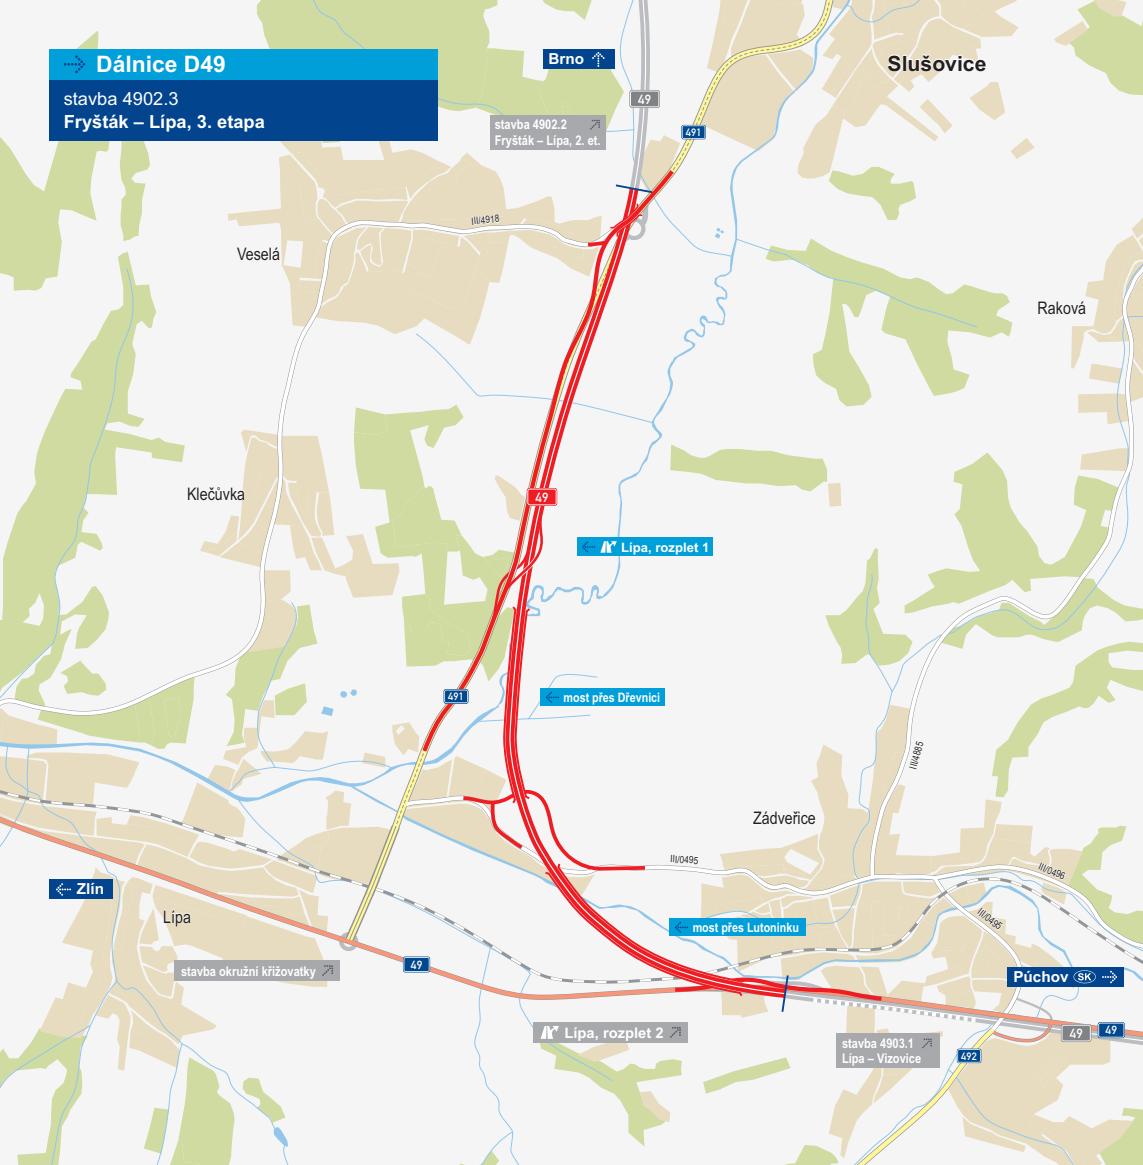 Dálnice D49
stavba 4902.3
Fryšták – Lípa, 3. etapa
Brno
Slušovice
49
stavba 4902.2
Fryšták – Lípa, 2. et.
491
III/4918
Veselá
Raková
Klečůvka
49
Lípa, rozplet 1
491
most přes Dřevnici
III/4885
Zádveřice
III/0495
III/0496
Zlín
Lípa
III/0495
most přes Lutoninku
49
stavba okružní křižovatky
Púchov SK
Lípa, rozplet 2
49
49
stavba 4903.1
Lípa – Vizovice
492